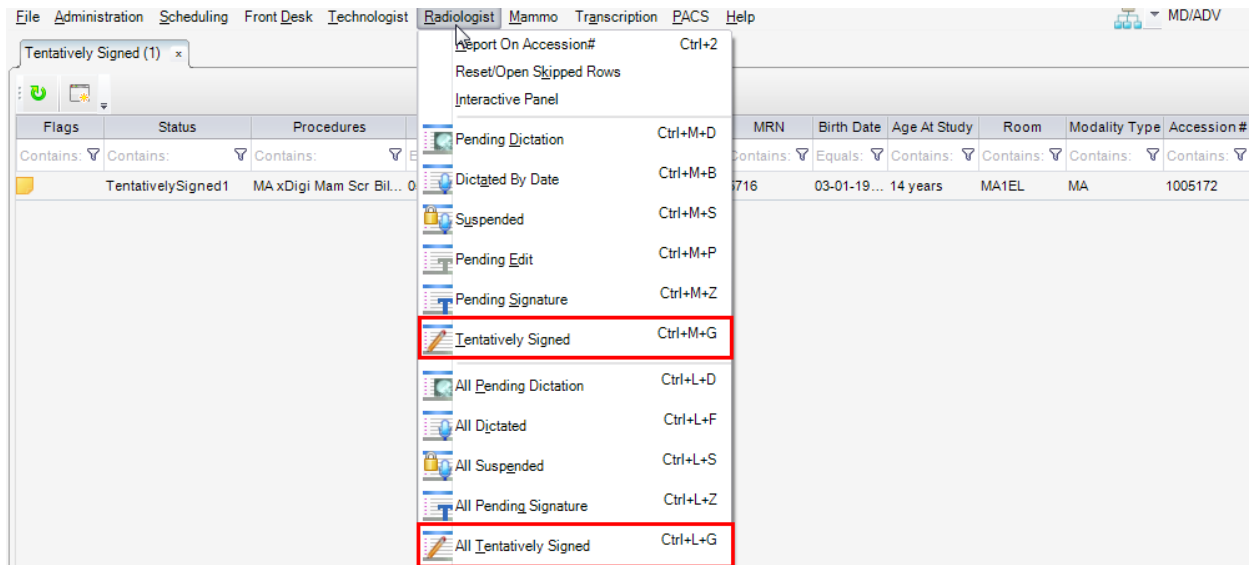 File Administration Scheduling Front Desk Technologist Radiologist Mammo Transcription PACS Help MD/ADV
Tentatively Signed (1) x
Report On Accession# Ctrl+2
Reset/Open Skipped Rows
Interactive Panel
Flags Status Procedures MRN Birth Date Age At Study Room Modality Type Accession#
Contains: Contains: Contains: E Contains: Equals: Contains: Contains: Contains: Contains:
TentativelySigned1 MA xDigi Mam Scr Bil... 0 5716 03-01-19... 14 years MA1EL MA 1005172
Pending Dictation Ctrl+M+D
Dictated By Date Ctrl+M+B
Suspended Ctrl+M+S
Pending Edit Ctrl+M+P
Pending Signature Ctrl+M+Z
Tentatively Signed Ctrl+M+G
All Pending Dictation Ctrl+L+D
All Dictated Ctrl+L+F
All Suspended Ctrl+L+S
All Pending Signature Ctrl+L+Z
All Tentatively Signed Ctrl+L+G